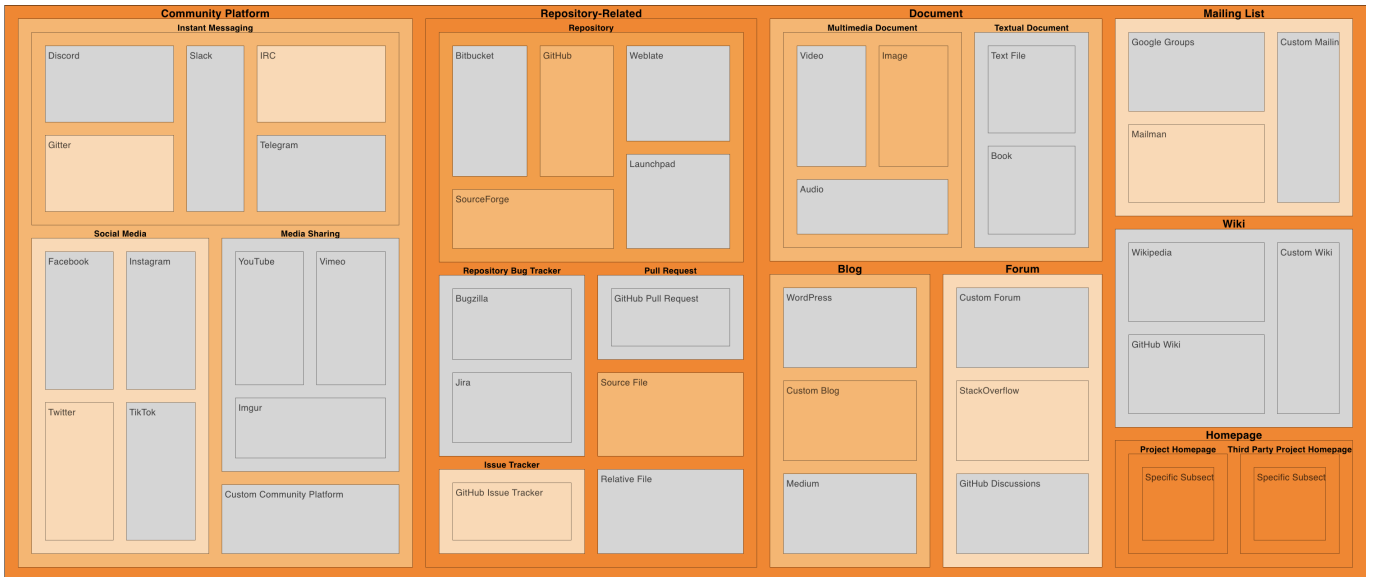 Community Platform
Instant Messaging
Discord
Slack
IRC
Gitter
Telegram
Social Media
Facebook
Instagram
Twitter
TikTok
Media Sharing
YouTube
Vimeo
Imgur
Custom Community Platform
Repository-Related
Repository
Bitbucket
GitHub
Weblate
Launchpad
SourceForge
Repository Bug Tracker
Bugzilla
Jira
Pull Request
GitHub Pull Request
Source File
Issue Tracker
GitHub Issue Tracker
Relative File
Document
Multimedia Document
Video
Image
Audio
Textual Document
Text File
Book
Blog
WordPress
Custom Blog
Medium
Forum
Custom Forum
StackOverflow
GitHub Discussions
Mailing List
Google Groups
Custom Mailin
Mailman
Wiki
Wikipedia
Custom Wiki
GitHub Wiki
Homepage
Project Homepage
Specific Subsect
Third Party Project Homepage
Specific Subsect